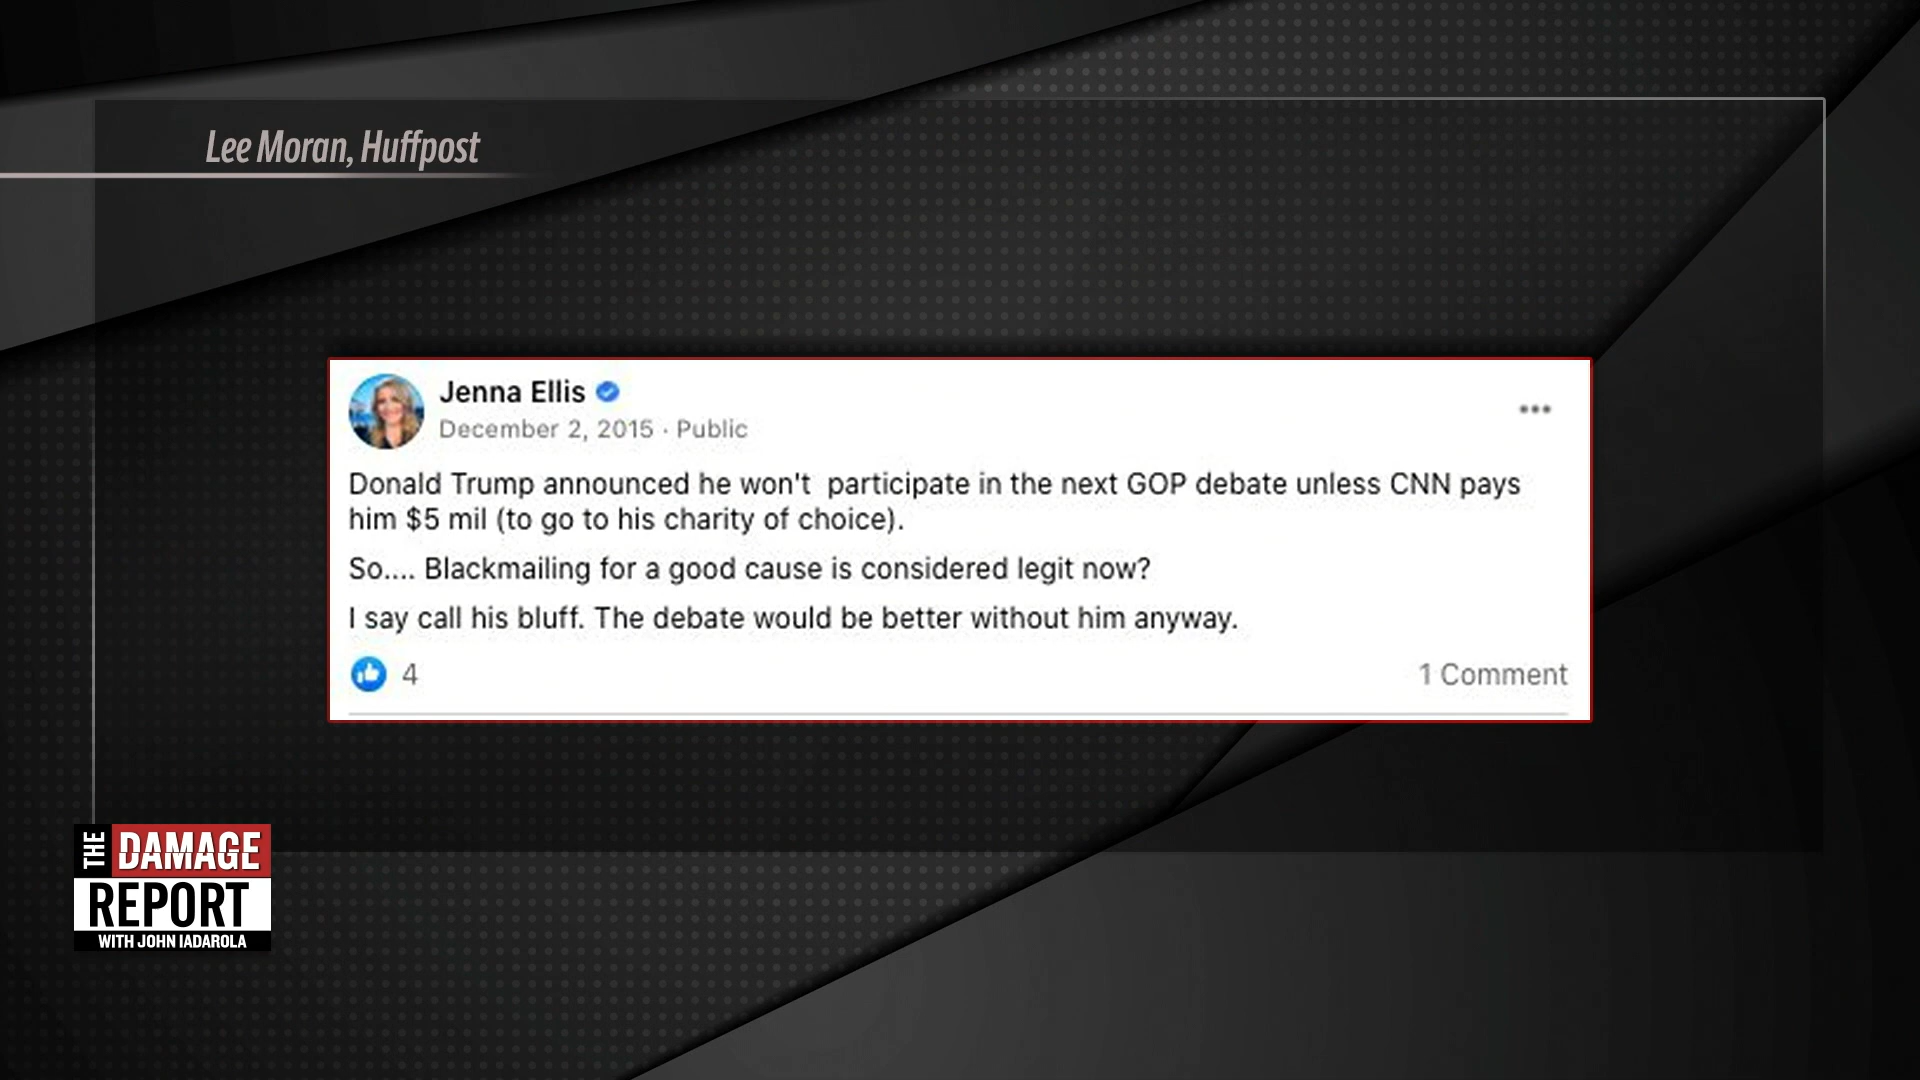 Lee Moran, Huffpost
Jenna Ellis
December 2, 2015 · Public
Donald Trump announced he won't  participate in the next GOP debate unless CNN pays
him $5 mil (to go to his charity of choice).
So.... Blackmailing for a good cause is considered legit now?
I say call his bluff. The debate would be better without him anyway.
4
1 Comment
THE DAMAGE
REPORT
WITH JOHN IADAROLA